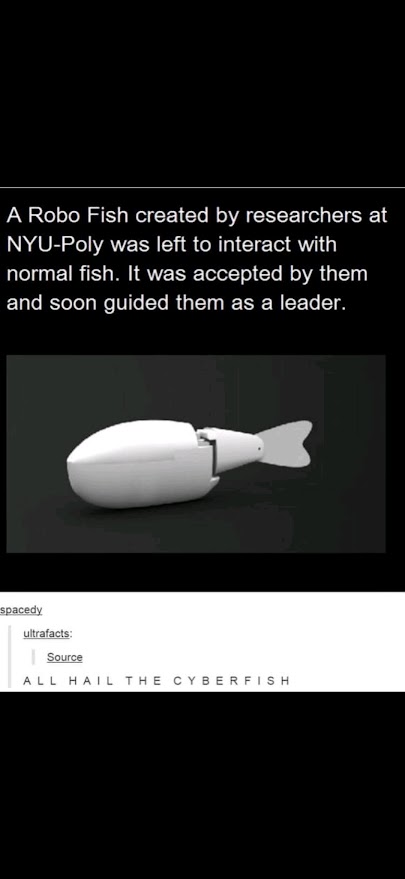 A Robo Fish created by researchers at
NYU-Poly was left to interact with
normal fish. It was accepted by them
and soon guided them as a leader.
spacedy
ultrafacts:
Source
A L L  H A I L  T H E  C Y B E R F I S H